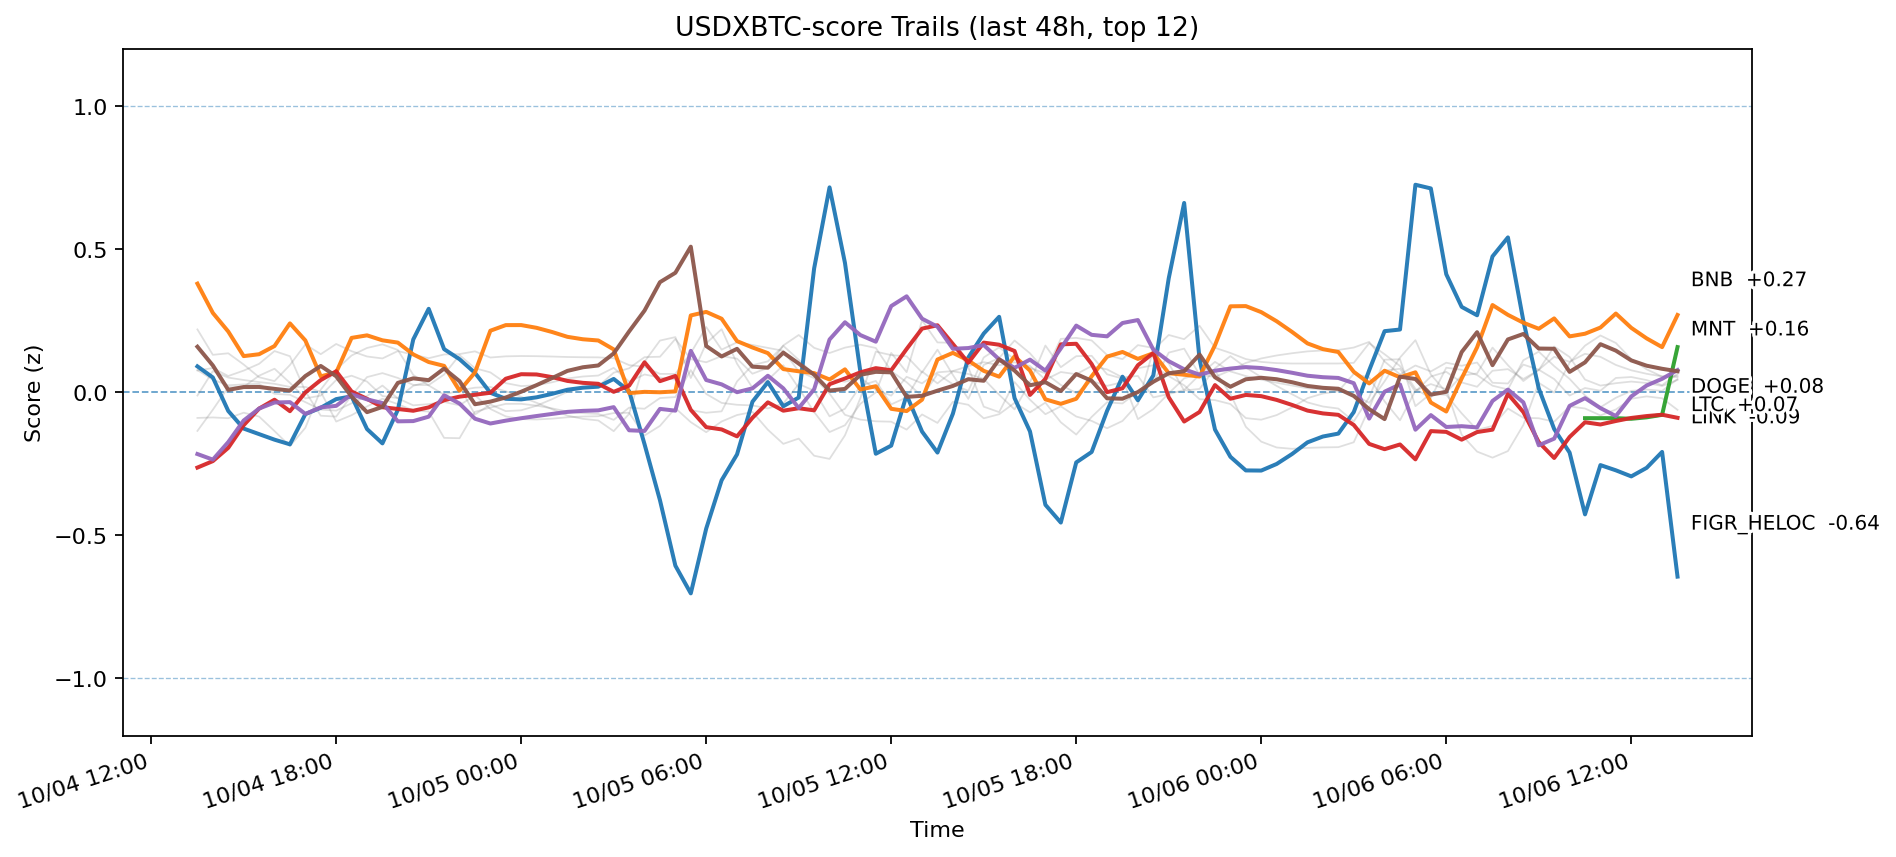 USDXBTC-score Trails (last 48h, top 12)
1.0
0.5
0.0
−0.5
−1.0
Score (z)
BNB +0.27
MNT +0.16
DOGE +0.08
LTC +0.07
LINK -0.09
FIGR_HELOC -0.64
10/04 12:00
10/04 18:00
10/05 00:00
10/05 06:00
10/05 12:00
10/05 18:00
10/06 00:00
10/06 06:00
10/06 12:00
Time